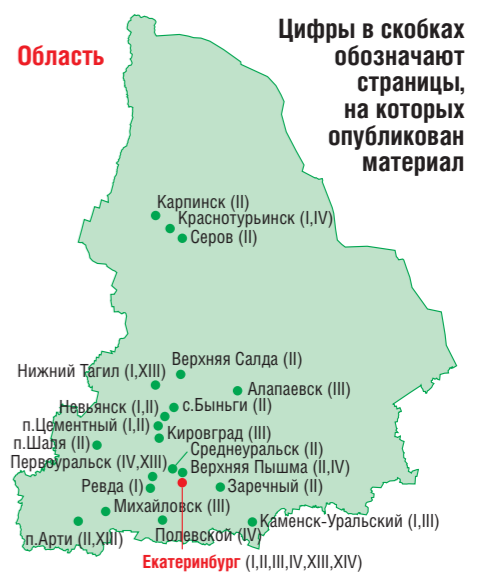 Цифры в скобках
обозначают
страницы,
на которых
опубликован
материал
Область
Карпинск (II)
Краснотурьинск (I,IV)
Серов (II)
Верхняя Салда (II)
Нижний Тагил (I,XIII)
Алапаевск (III)
Невьянск (I,II)
с.Быньги (II)
п.Цементный (I,II)
Кировград (III)
п.Шаля (II)
Среднеуральск (II)
Первоуральск (IV,XIII)
Верхняя Пышма (II,IV)
Ревда (I)
Заречный (II)
Михайловск (III)
Каменск-Уральский (I,III)
п.Арти (II,XIII)
Полевской (IV)
Екатеринбург (I,II,III,IV,XIII,XIV)